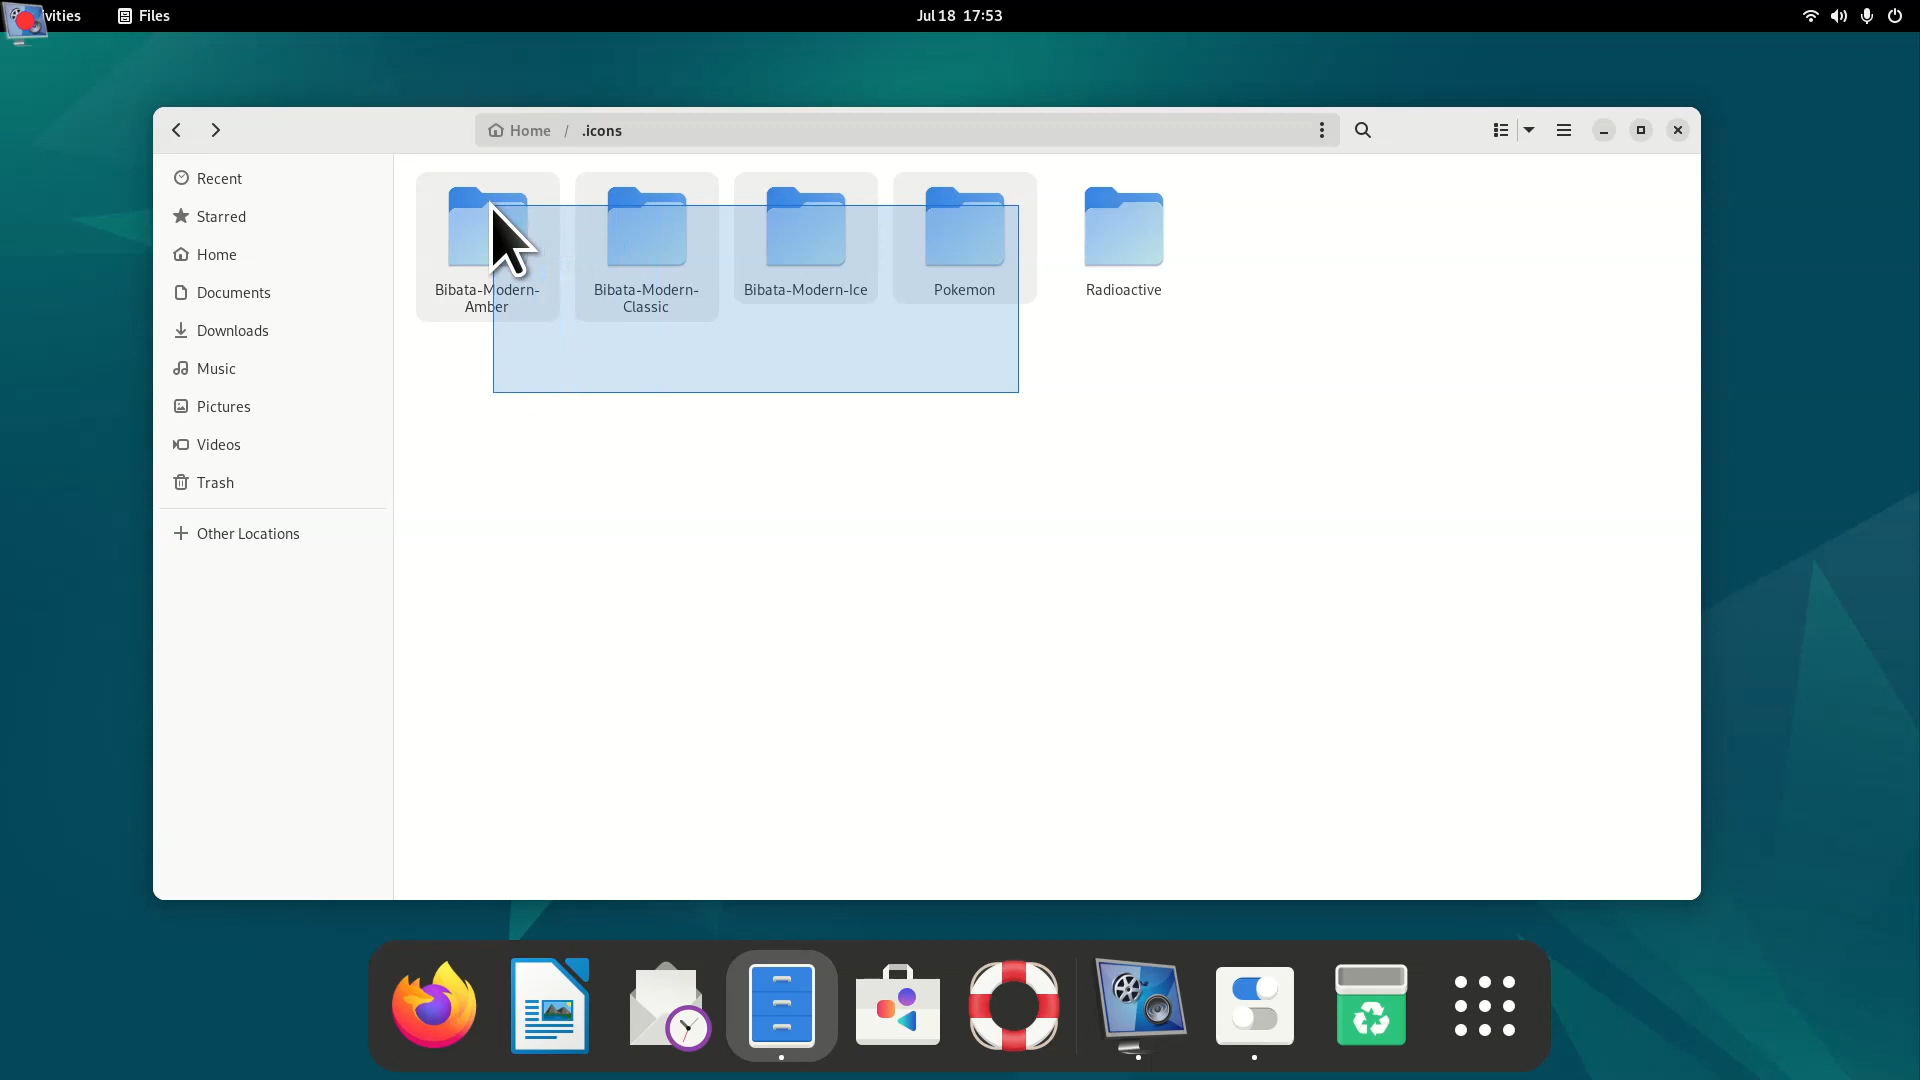 vities
Files
Jul 18 17:53
Home / .icons
Recent
Starred
Home
Documents
Downloads
Music
Pictures
Videos
Trash
Other Locations
Bibata-Modern-
Amber
Bibata-Modern-
Classic
Bibata-Modern-Ice
Pokemon
Radioactive